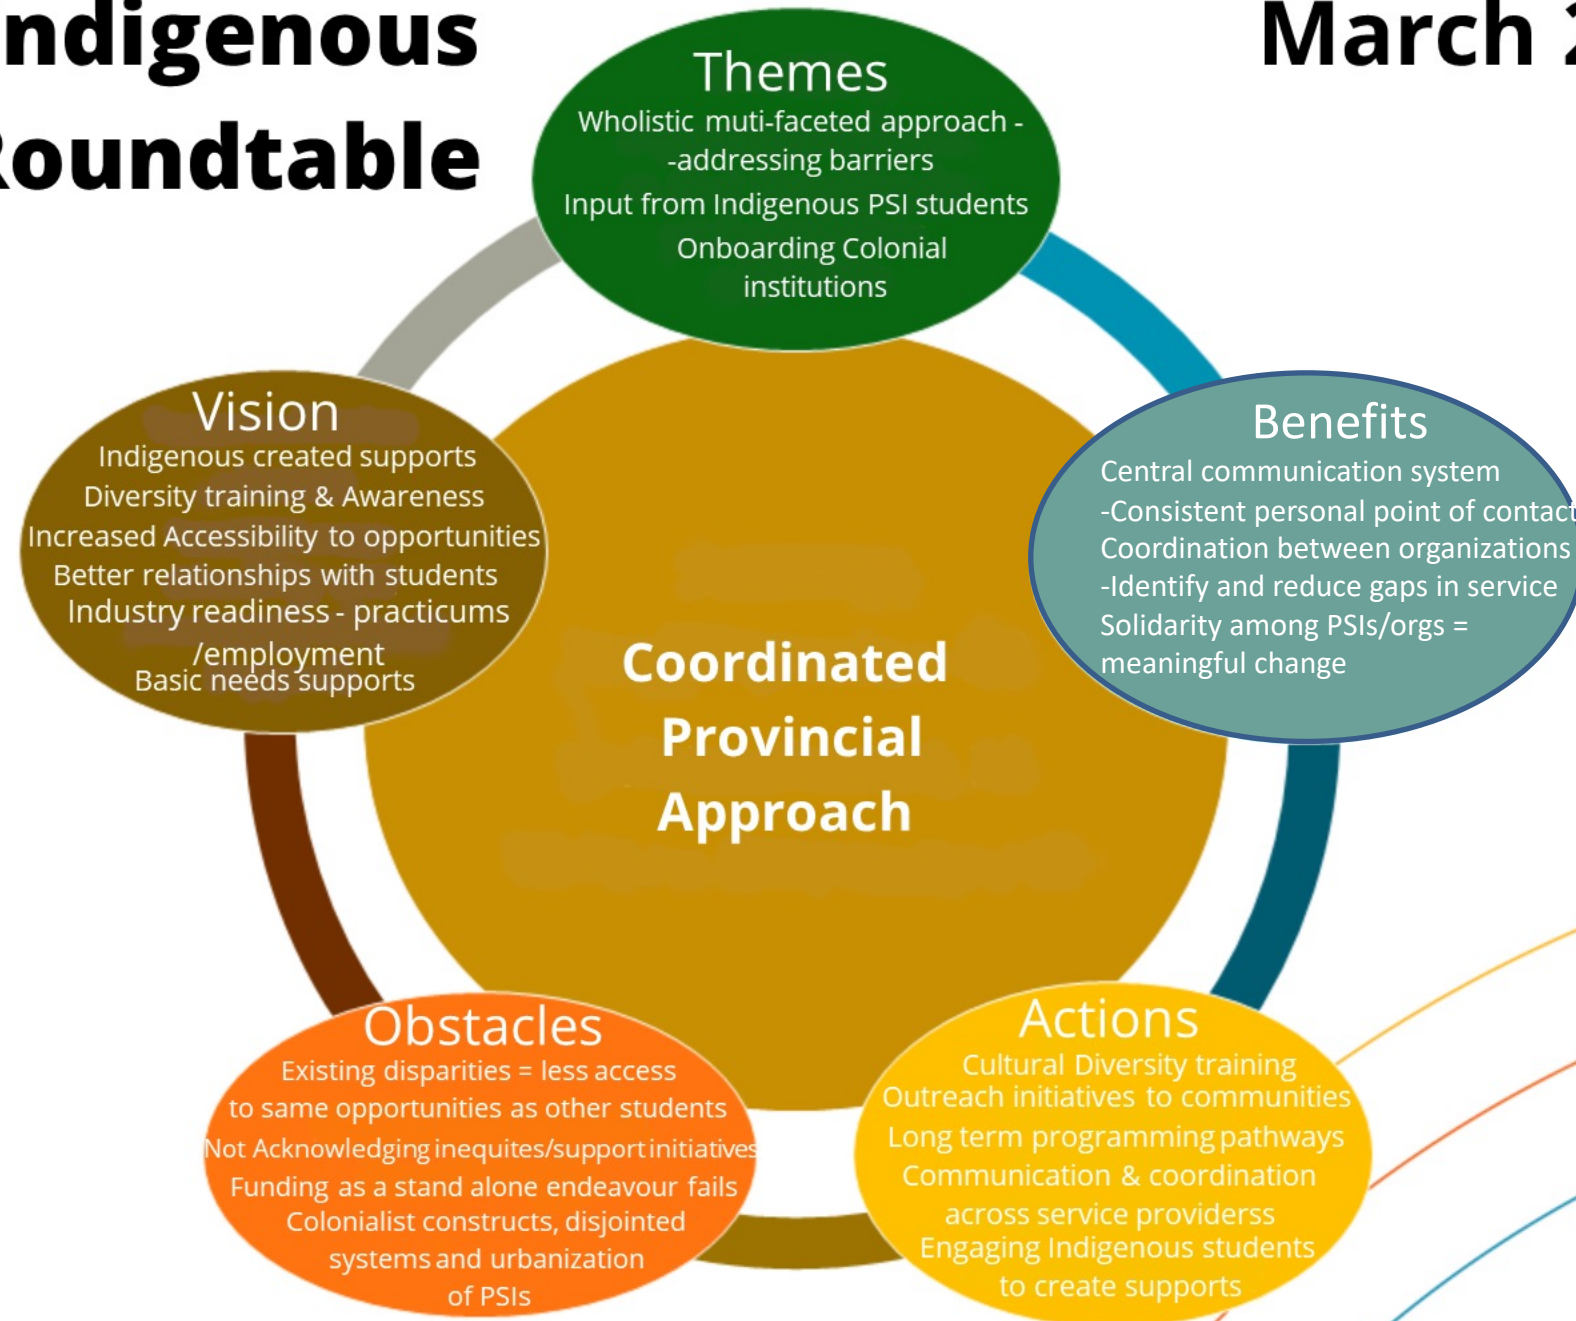 ndigenous
Roundtable
March 2
Themes
Wholistic muti-faceted approach -
-addressing barriers
Input from Indigenous PSI students
Onboarding Colonial
institutions
Vision
Indigenous created supports
Diversity training & Awareness
Increased Accessibility to opportunities
Better relationships with students
Industry readiness - practicums
/employment
Basic needs supports
Benefits
Central communication system
-Consistent personal point of contact
Coordination between organizations
-Identify and reduce gaps in service
Solidarity among PSIs/orgs =
meaningful change
Coordinated
Provincial
Approach
Obstacles
Existing disparities = less access
to same opportunities as other students
Not Acknowledging inequites/support initiatives
Funding as a stand alone endeavour fails
Colonialist constructs, disjointed
systems and urbanization
of PSIs
Actions
Cultural Diversity training
Outreach initiatives to communities
Long term programming pathways
Communication & coordination
across service providerss
Engaging Indigenous students
to create supports